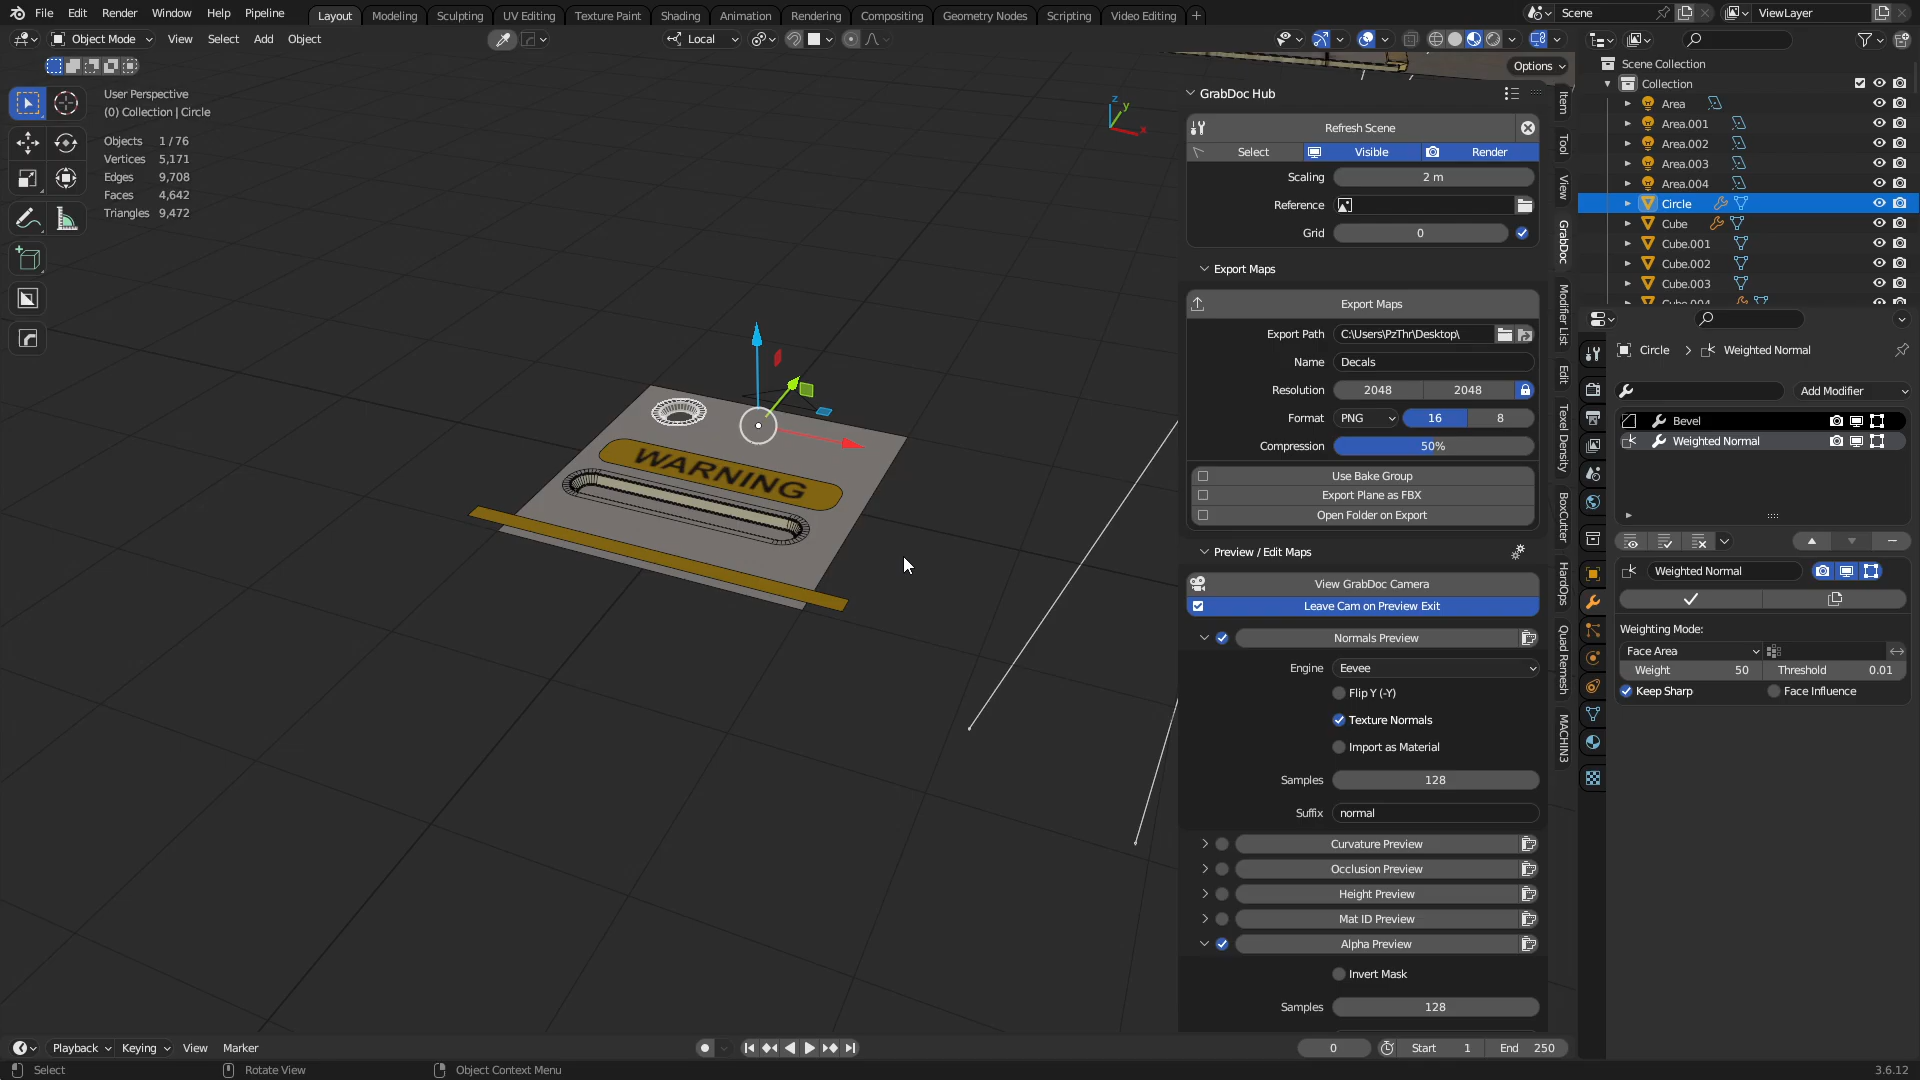 File Edit Render Window Help Pipeline Layout Modeling Sculpting UV Editing Texture Paint Shading Animation Rendering Compositing Geometry Nodes Scripting Video Editing + Scene ViewLayer
Object Mode View Select Add Object Local
Options
User Perspective
(0) Collection | Circle
Objects 1 / 76
Vertices 5,171
Edges 9,708
Faces 4,642
Triangles 9,472
z
y
x
WARNING
GrabDoc Hub
Refresh Scene
Select Visible Render
Scaling 2 m
Reference
Grid 0
Export Maps
Export Maps
Export Path C:\Users\PzThr\Desktop\
Name Decals
Resolution 2048 2048
Format PNG 16 8
Compression 50%
Use Bake Group
Export Plane as FBX
Open Folder on Export
Preview / Edit Maps
View GrabDoc Camera
Leave Cam on Preview Exit
Normals Preview
Engine Eevee
Flip Y (-Y)
Texture Normals
Import as Material
Samples 128
Suffix normal
Curvature Preview
Occlusion Preview
Height Preview
Mat ID Preview
Alpha Preview
Invert Mask
Samples 128
Item
Tool
View
GrabDoc
Modifier List
Edit
Texel Density
BoxCutter
HardOps
Quad Remesh
MACHIN3
Scene Collection
Collection
Area
Area.001
Area.002
Area.003
Area.004
Circle
Cube
Cube.001
Cube.002
Cube.003
Cube.004
Circle > Weighted Normal
Add Modifier
Bevel
Weighted Normal
Weighted Normal
Weighting Mode:
Face Area
Weight 50 Threshold 0.01
Keep Sharp Face Influence
Playback Keying View Marker 0 Start 1 End 250
Select Rotate View Object Context Menu 3.6.12